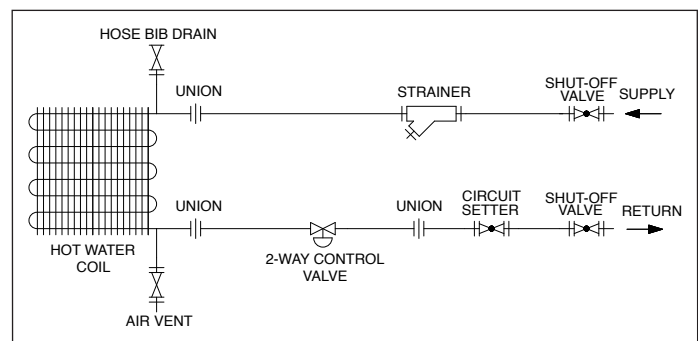 HOSE BIB DRAIN
UNION
STRAINER
SHUT-OFF
VALVE
SUPPLY
UNION
UNION
CIRCUIT
SETTER
SHUT-OFF
VALVE
RETURN
HOT WATER
COIL
2-WAY CONTROL
VALVE
AIR VENT